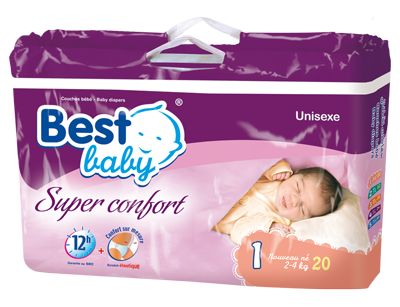 Couches bébé - Baby diapers
Best
baby
®
Unisexe
Super confort
12h
+
Confort sur mesure
élastique
1
Nouveau né
2-4 kg
20